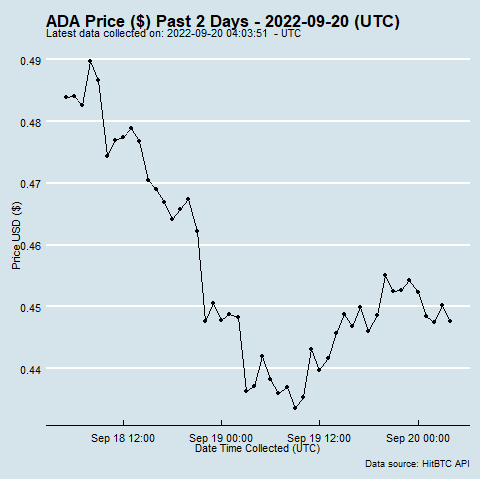 ADA Price ($) Past 2 Days - 2022-09-20 (UTC)
Latest data collected on: 2022-09-20 04:03:51 - UTC
0.49
0.48
0.47
0.46
0.45
0.44
Price USD ($)
Sep 18 12:00 Sep 19 00:00 Sep 19 12:00 Sep 20 00:00
Date Time Collected (UTC)
Data source: HitBTC API